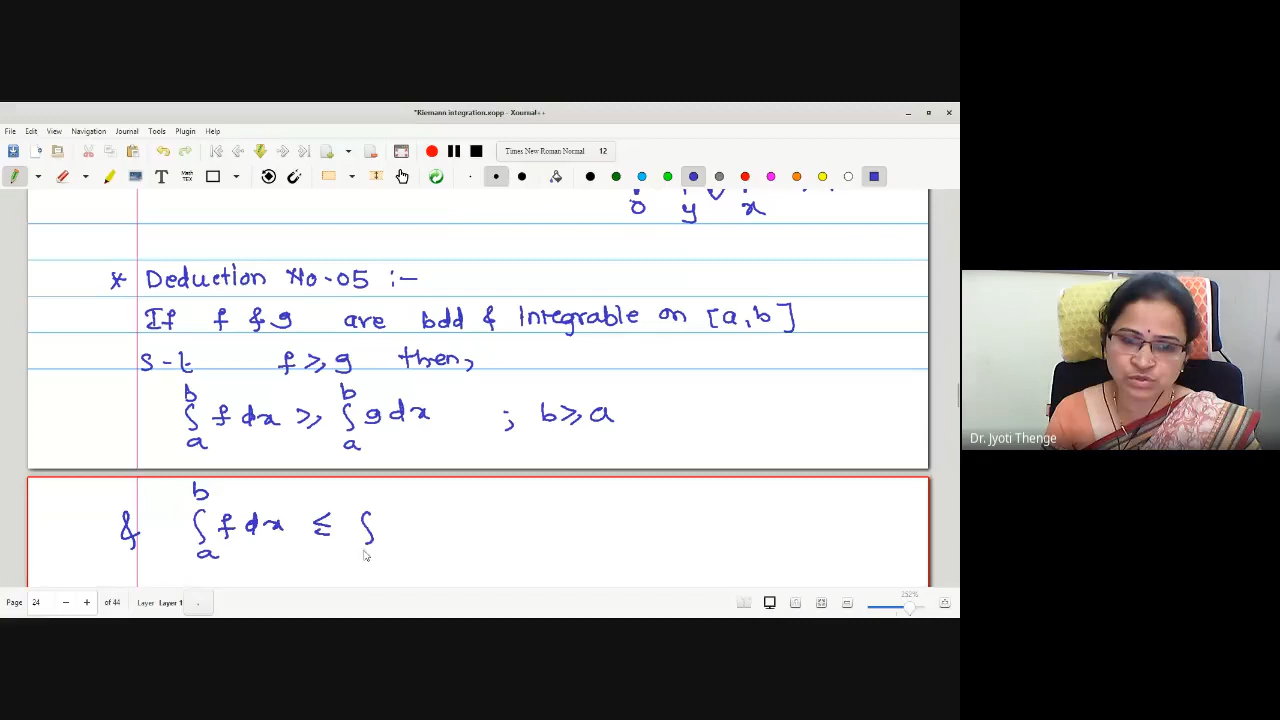 *Riemann integration.xopp - Xournal++
File Edit View Navigation Journal Tools Plugin Help
Times New Roman Normal 12
0 y x
* Deduction No-05 :-
If f & g are bdd & integrable on [a,b]
s-t f ≥ g then,
∫_a^b f dx ≥ ∫_a^b g dx ; b ≥ a
& ∫_a^b f dx ≤ ∫
Page 24 - + of 44 Layer Layer 1 252%
Dr. Jyoti Thenge